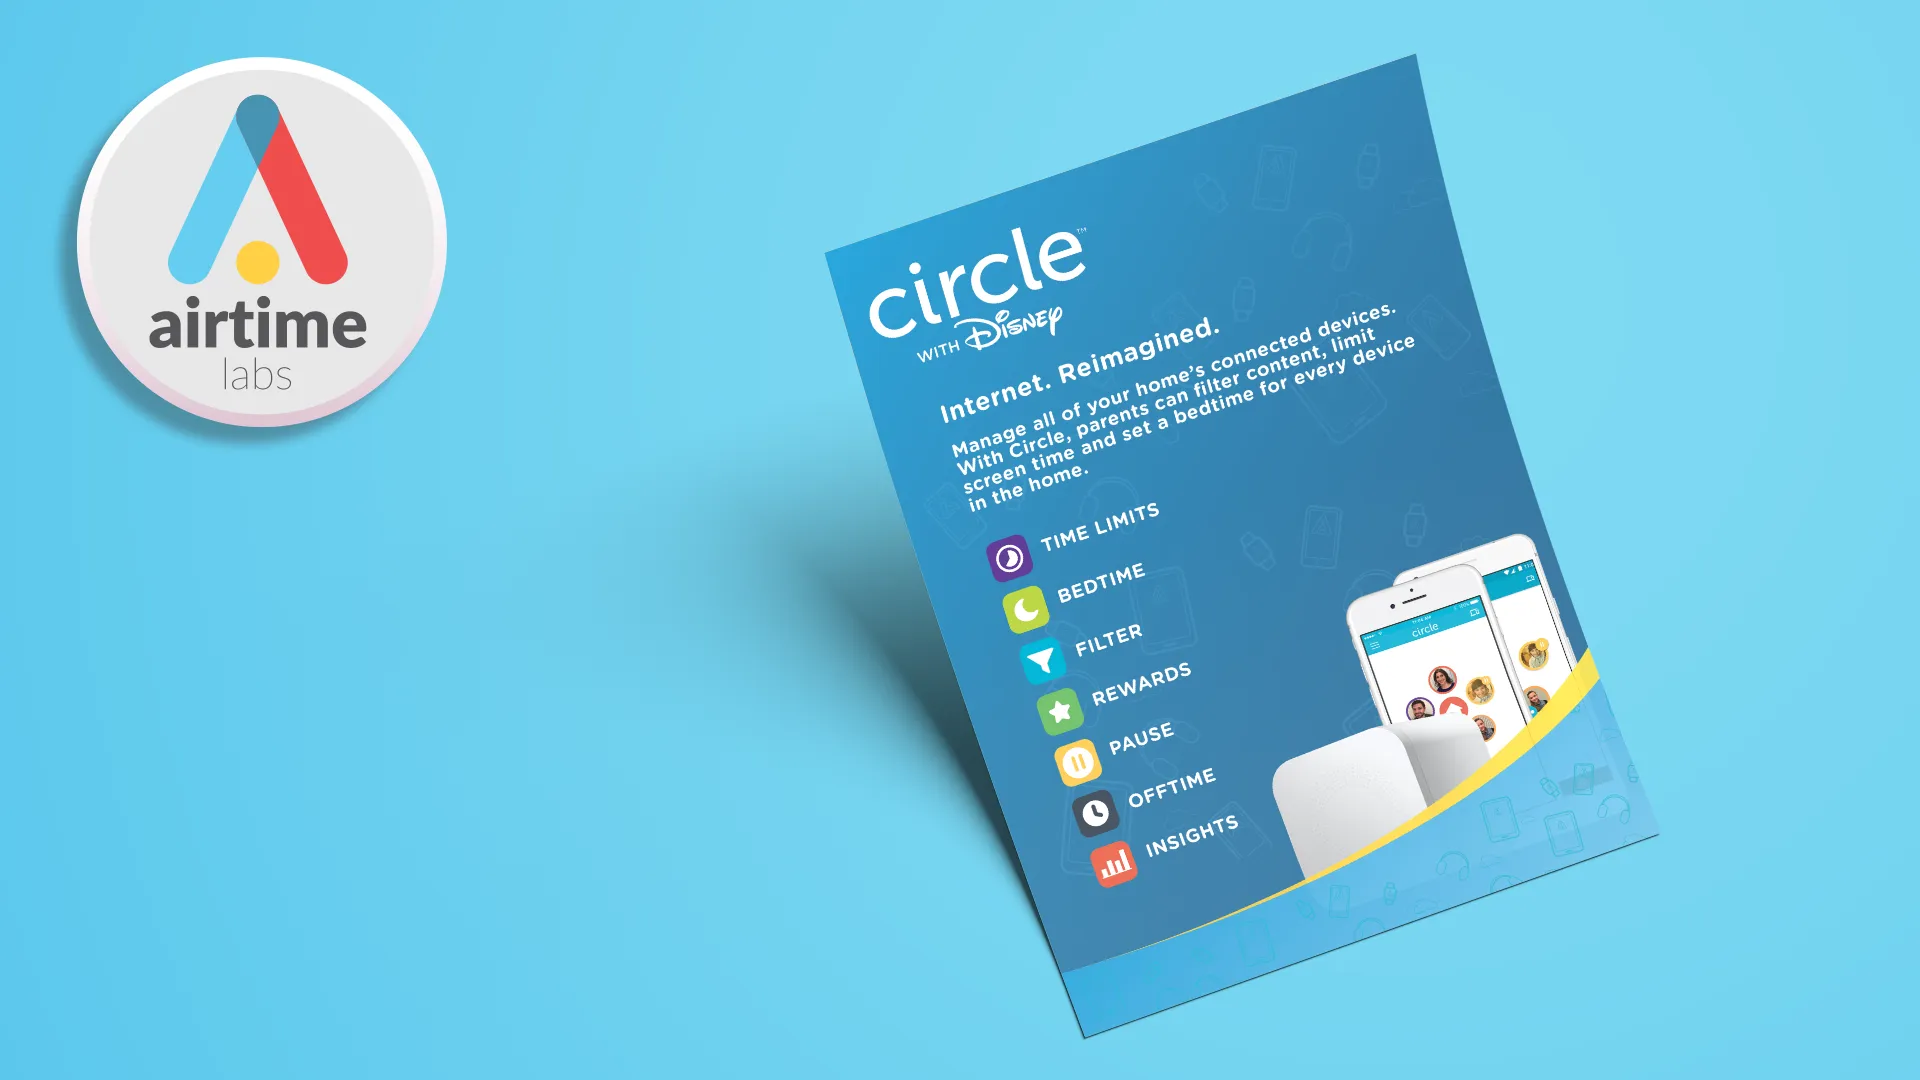 airtime
labs
circle™
WITH Disney
Internet. Reimagined.
Manage all of your home's connected devices.
With Circle, parents can filter content, limit
screen time and set a bedtime for every device
in the home.
TIME LIMITS
BEDTIME
FILTER
REWARDS
PAUSE
OFFTIME
INSIGHTS
circle